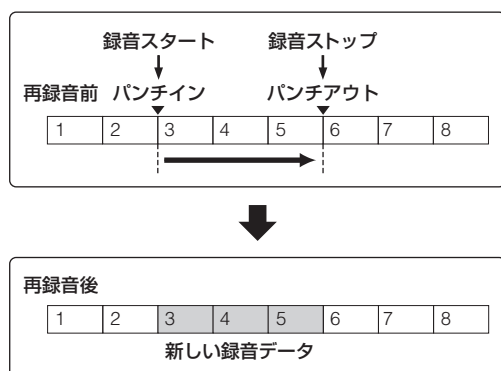 録音スタート 録音ストップ
再録音前 パンチイン パンチアウト
1 2 3 4 5 6 7 8
再録音後
1 2 3 4 5 6 7 8
新しい録音データ